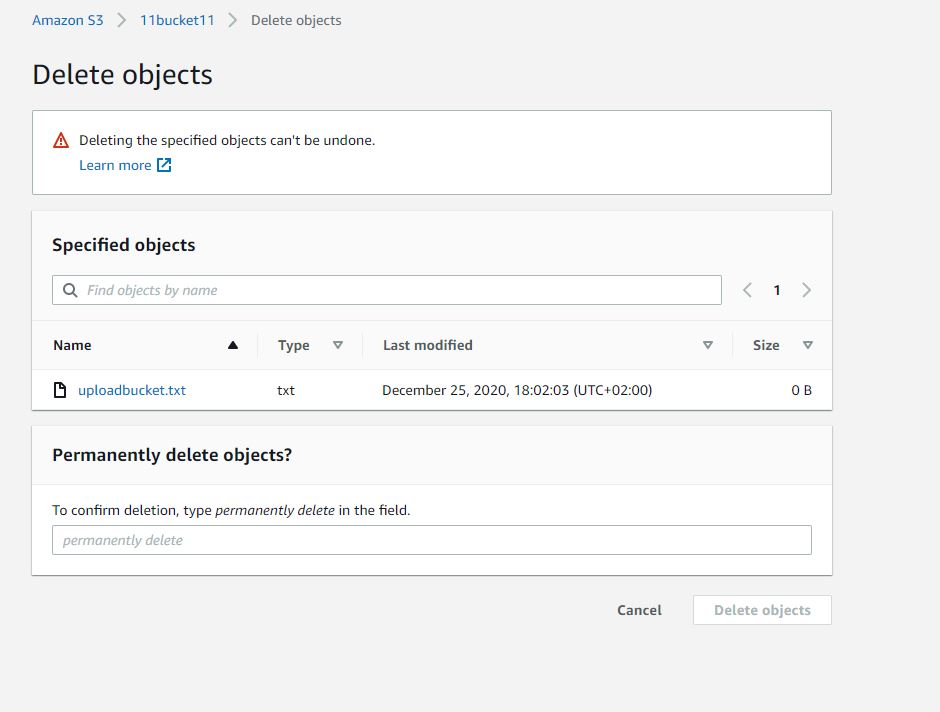 Amazon S3 > 11bucket11 > Delete objects
Delete objects
Deleting the specified objects can't be undone.
Learn more
Specified objects
Find objects by name
1
Name Type Last modified Size
uploadbucket.txt txt December 25, 2020, 18:02:03 (UTC+02:00) 0 B
Permanently delete objects?
To confirm deletion, type permanently delete in the field.
permanently delete
Cancel Delete objects